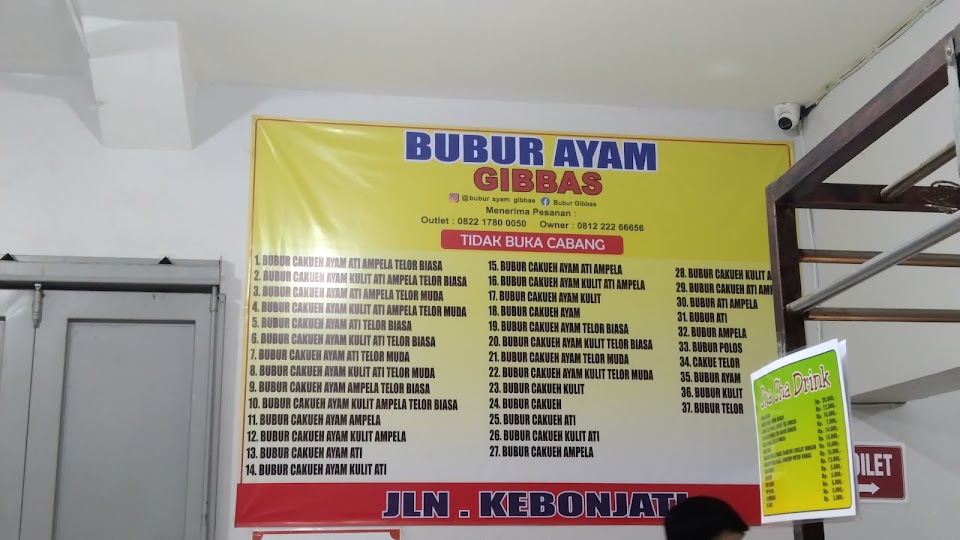 BUBUR AYAM
GIBBAS
@bubur ayam gibbas Bubur Gibbas
Menerima Pesanan :
Outlet : 0822 1780 0050 Owner : 0812 222 66656
TIDAK BUKA CABANG
1. BUBUR CAKUEH AYAM ATI AMPELA TELOR BIASA
2. BUBUR CAKUEH KULIT ATI AMPELA TELOR BIASA
3. BUBUR CAKUEH AYAM ATI AMPELA TELOR MUDA
4. BUBUR CAKUEH AYAM KULIT ATI AMPELA TELOR MUDA
5. BUBUR CAKUEH AYAM ATI TELOR BIASA
6. BUBUR CAKUEH AYAM KULIT ATI TELOR BIASA
7. BUBUR CAKUEH AYAM ATI TELOR MUDA
8. BUBUR CAKUEH AYAM KULIT ATI TELOR MUDA
9. BUBUR CAKUEH AYAM AMPELA TELOR BIASA
10. BUBUR CAKUEH AYAM KULIT AMPELA TELOR BIASA
11. BUBUR CAKUEH AYAM AMPELA
12. BUBUR CAKUEH AYAM KULIT AMPELA
13. BUBUR CAKUEH AYAM ATI
14. BUBUR CAKUEH AYAM KULIT ATI
15. BUBUR CAKUEH AYAM ATI AMPELA
16. BUBUR CAKUEH AYAM KULIT ATI AMPELA
17. BUBUR CAKUEH AYAM KULIT
18. BUBUR CAKUEH AYAM
19. BUBUR CAKUEH AYAM TELOR BIASA
20. BUBUR CAKUEH AYAM KULIT TELOR BIASA
21. BUBUR CAKUEH AYAM TELOR MUDA
22. BUBUR CAKUEH AYAM KULIT TELOR MUDA
23. BUBUR CAKUEH KULIT
24. BUBUR CAKUEH
25. BUBUR CAKUEH ATI
26. BUBUR CAKUEH KULIT ATI
27. BUBUR CAKUEH AMPELA
28. BUBUR CAKUEH KULIT A
29. BUBUR CAKUEH ATI AM
30. BUBUR ATI AMPELA
31. BUBUR ATI
32. BUBUR AMPELA
33. BUBUR POLOS
34. CAKUE TELOR
35. BUBUR AYAM
36. BUBUR KULIT
37. BUBUR TELOR
JLN . KEBONJATI
Sha Drink
OILET